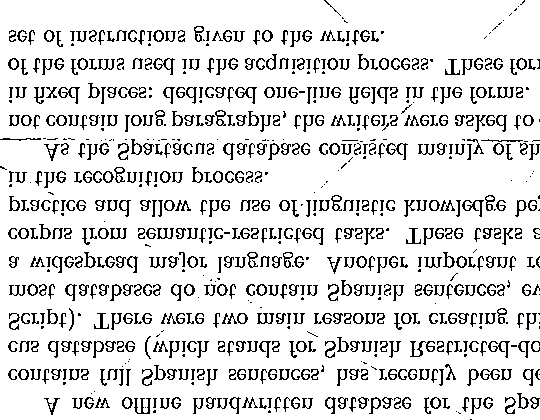 A new offline handwritten database for the Spa
contains full Spanish sentences, has recently been de
cus database (which stands for Spanish Restricted-do
Script). There were two main reasons for creating thi
most databases do not contain Spanish sentences, ev
a widespread major language. Another important re
corpus from semantic-restricted tasks. These tasks a
practice and allow the use of linguistic knowledge be
in the recognition process.
As the Spartacus database consisted mainly of sh
not contain long paragraphs, the writers were asked to
in fixed places: dedicated one-line fields in the forms.
of the forms used in the acquisition process. These for
set of instructions given to the writer.